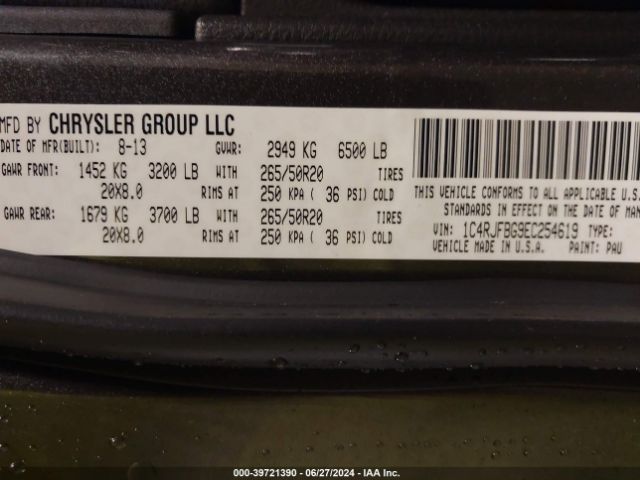 MFD BY CHRYSLER GROUP LLC
DATE OF MFR(BUILT): 8-13 GVWR: 2949 KG 6500 LB
GAWR FRONT: 1452 KG 3200 LB WITH 265/50R20 TIRES
20X8.0 RIMS AT 250 KPA ( 36 PSI) COLD
GAWR REAR: 1679 KG 3700 LB WITH 265/50R20 TIRES
20X8.0 RIMS AT 250 KPA ( 36 PSI) COLD
THIS VEHICLE CONFORMS TO ALL APPLICABLE
STANDARDS IN EFFECT ON THE DATE OF MAN
VIN: 1C4RJFBG9EC254619 TYPE:
VEHICLE MADE IN U.S.A. PAINT: PAU
000-39721390 / 06/27/2024 / IAA Inc.